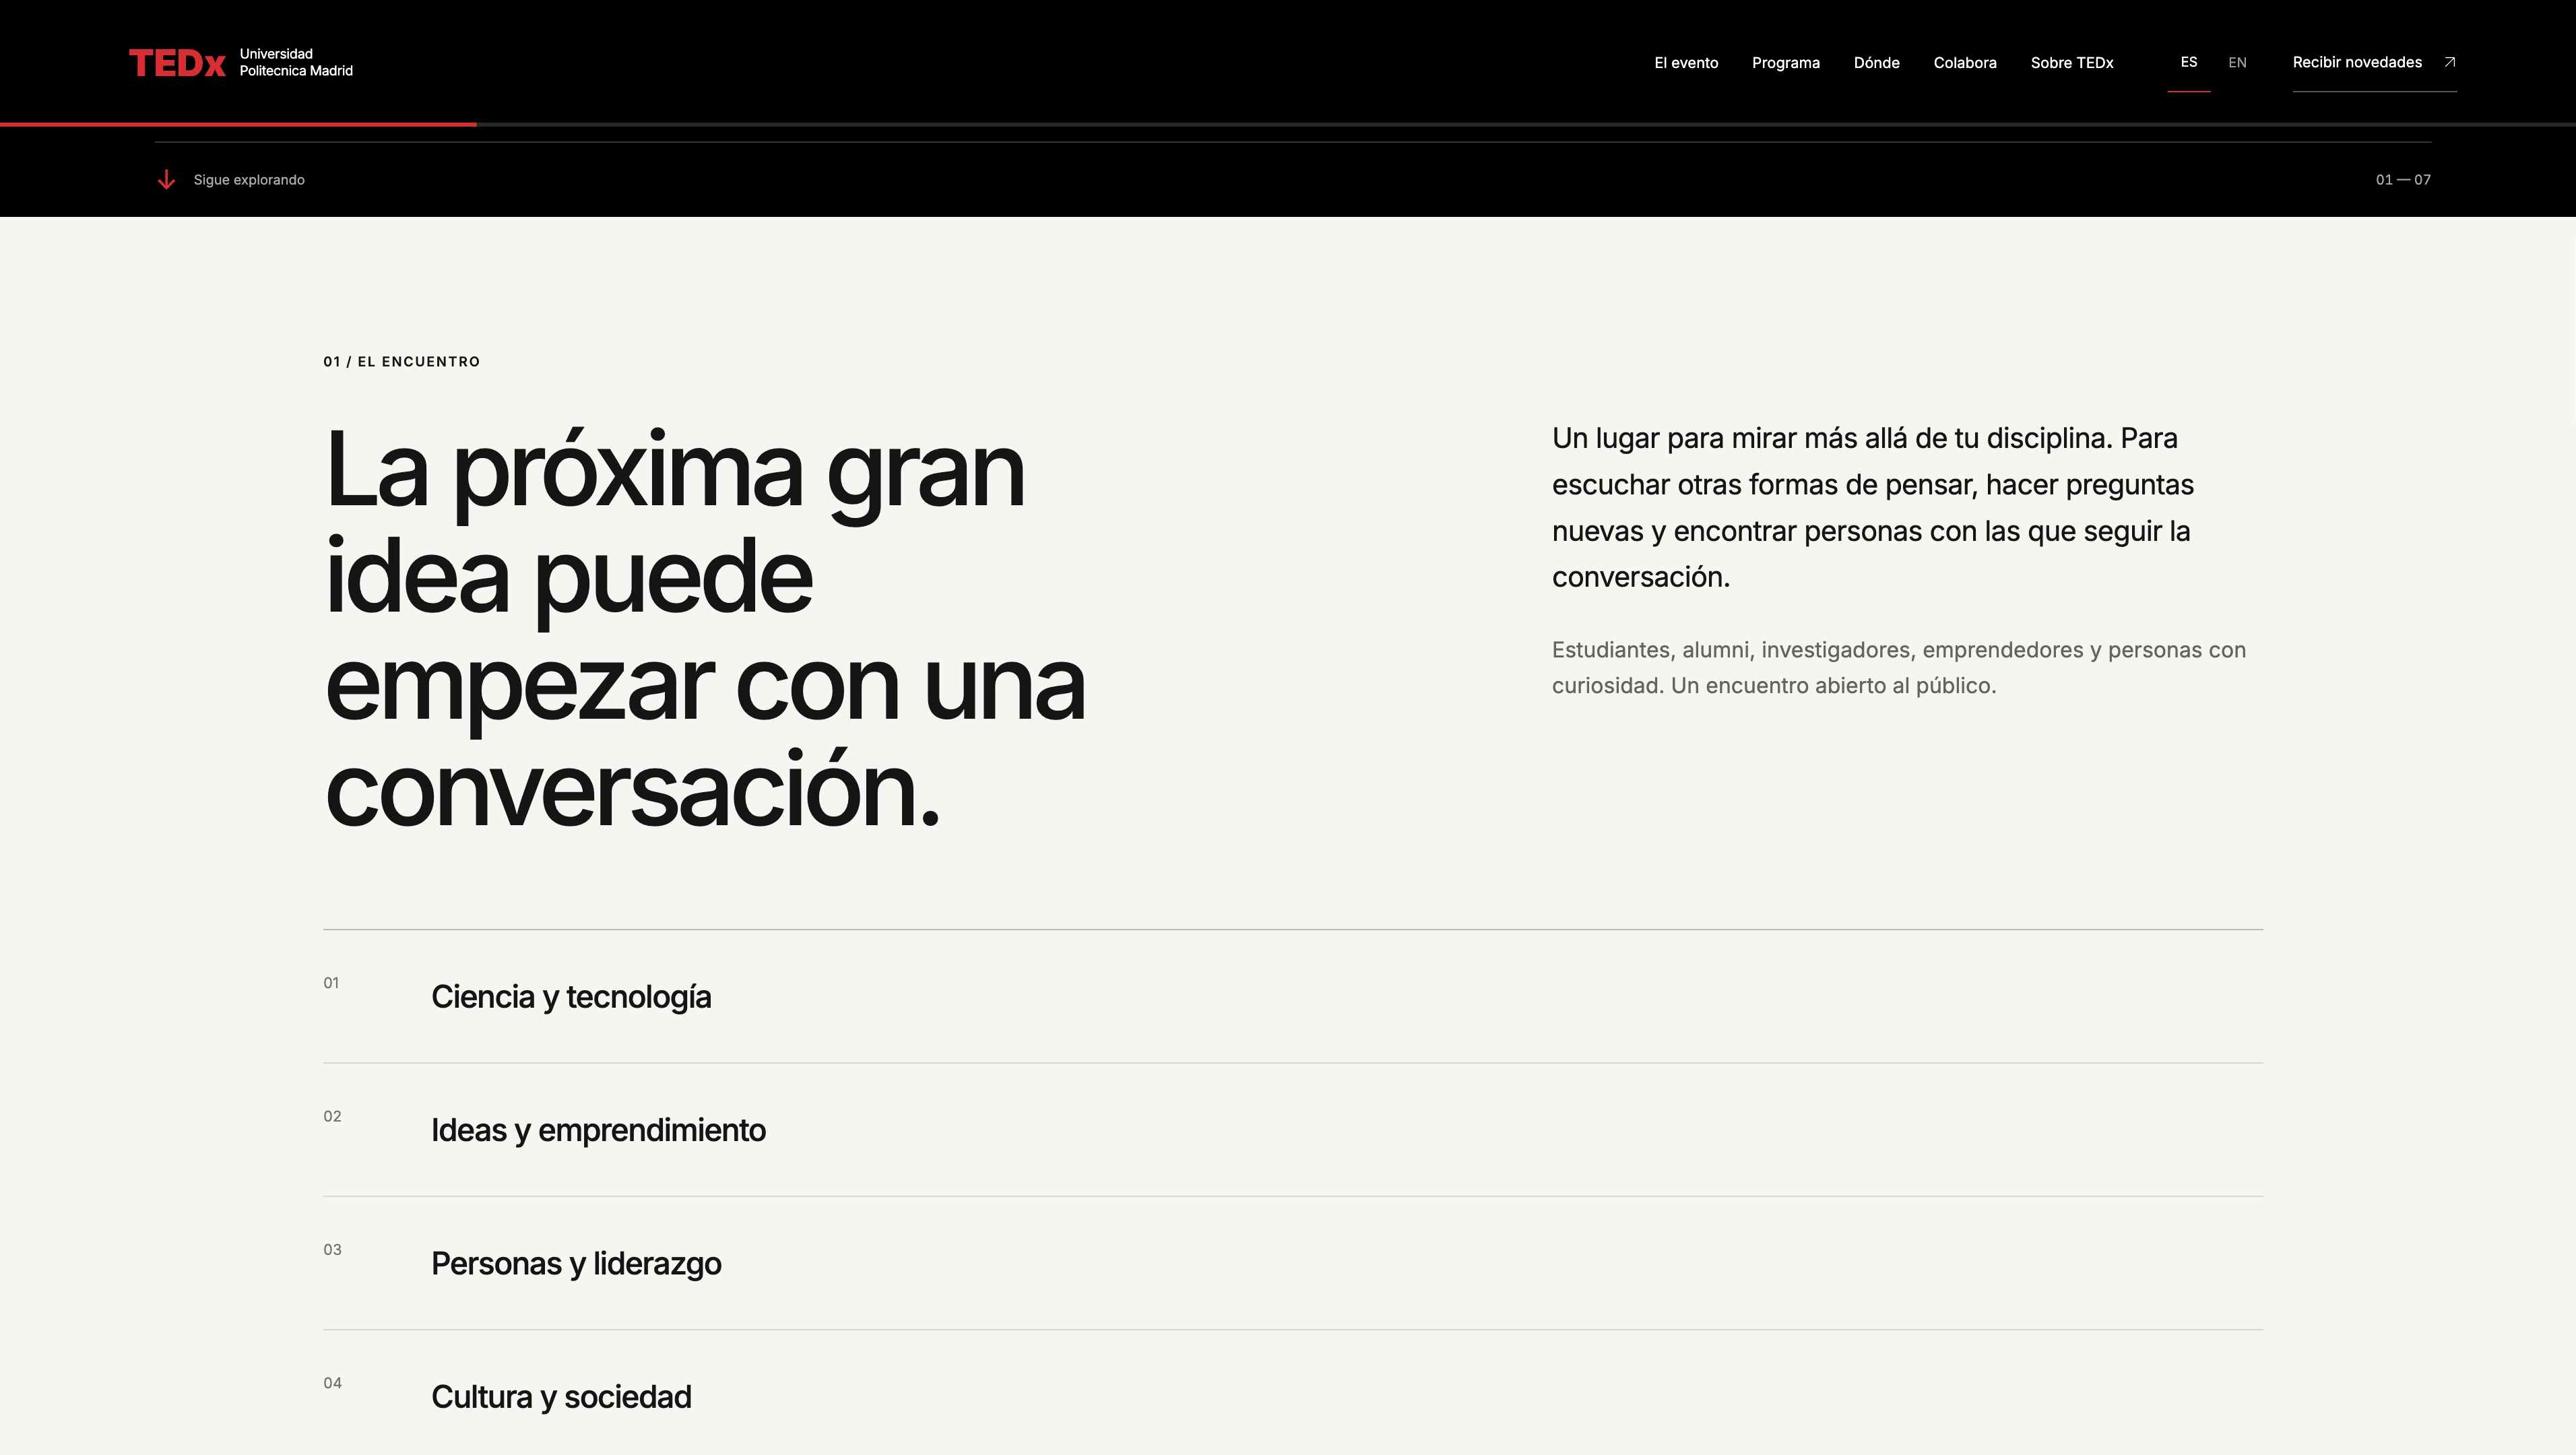 TEDx Universidad
Politecnica Madrid
El evento Programa Dónde Colabora Sobre TEDx ES EN Recibir novedades
Sigue explorando 01 — 07
01 / EL ENCUENTRO
La próxima gran
idea puede
empezar con una
conversación.
Un lugar para mirar más allá de tu disciplina. Para
escuchar otras formas de pensar, hacer preguntas
nuevas y encontrar personas con las que seguir la
conversación.
Estudiantes, alumni, investigadores, emprendedores y personas con
curiosidad. Un encuentro abierto al público.
01 Ciencia y tecnología
02 Ideas y emprendimiento
03 Personas y liderazgo
04 Cultura y sociedad